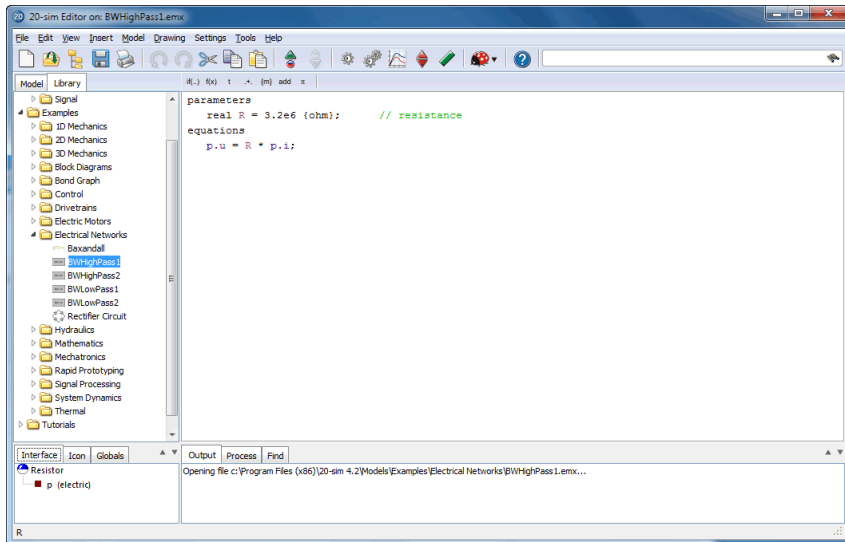 20-sim Editor on: BWHighPass1.emx
File Edit View Insert Model Drawing Settings Tools Help
Model Library
if(..) f(x) t .+. {m} add π
Signal
Examples
1D Mechanics
2D Mechanics
3D Mechanics
Block Diagrams
Bond Graph
Control
Drivetrains
Electric Motors
Electrical Networks
Baxandall
BWHighPass1
BWHighPass2
BWLowPass1
BWLowPass2
Rectifier Circuit
Hydraulics
Mathematics
Mechatronics
Rapid Prototyping
Signal Processing
System Dynamics
Thermal
Tutorials
parameters
real R = 3.2e6 {ohm}; // resistance
equations
p.u = R * p.i;
Interface Icon Globals
Resistor
p (electric)
Output Process Find
Opening file c:\Program Files (x86)\20-sim 4.2\Models\Examples\Electrical Networks\BWHighPass1.emx...
R